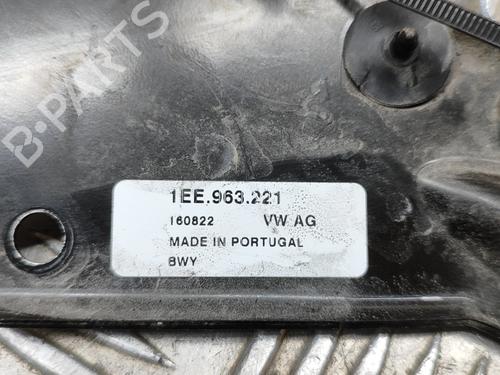 B-PARTS
1EE.963.221
160822 VW AG
MADE IN PORTUGAL
BWY